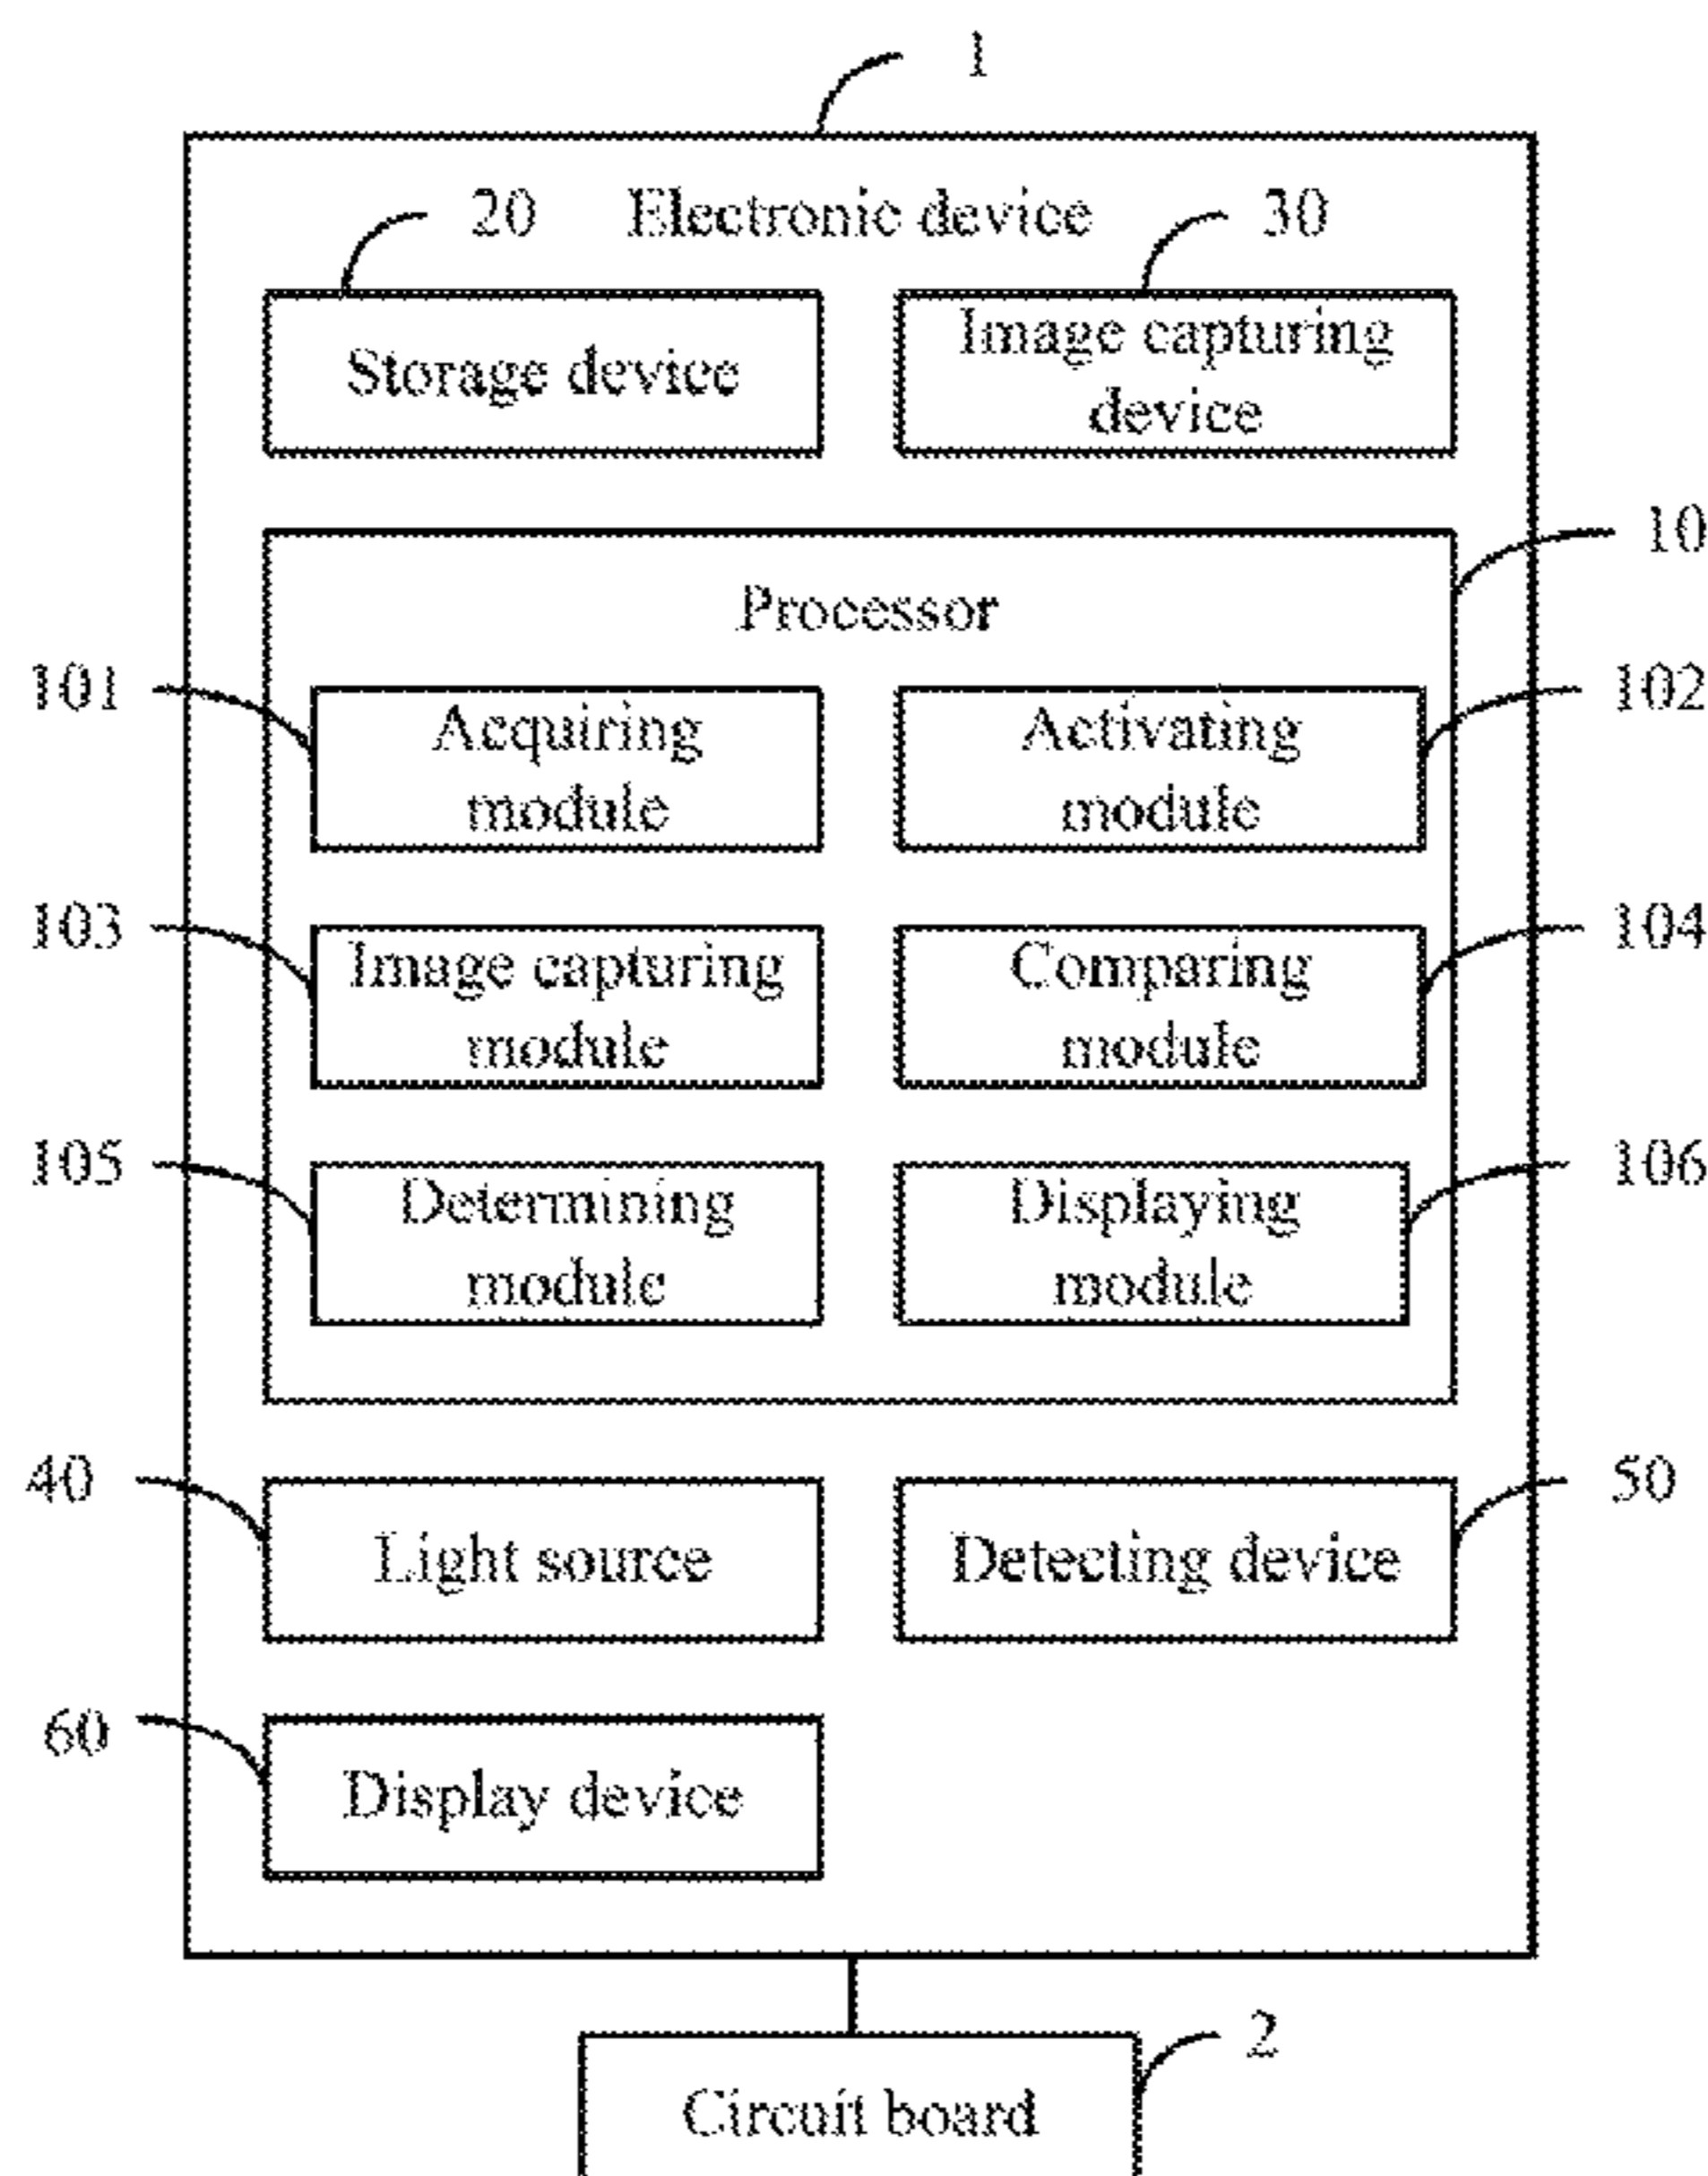 1
20 Electronic device 30
Storage device
Image capturing
device
10
Processor
101
Acquiring
module
Activating
module
102
103
Image capturing
module
Comparing
module
104
105
Determining
module
Displaying
module
106
40
Light source
Detecting device
50
60
Display device
2
Circuit board